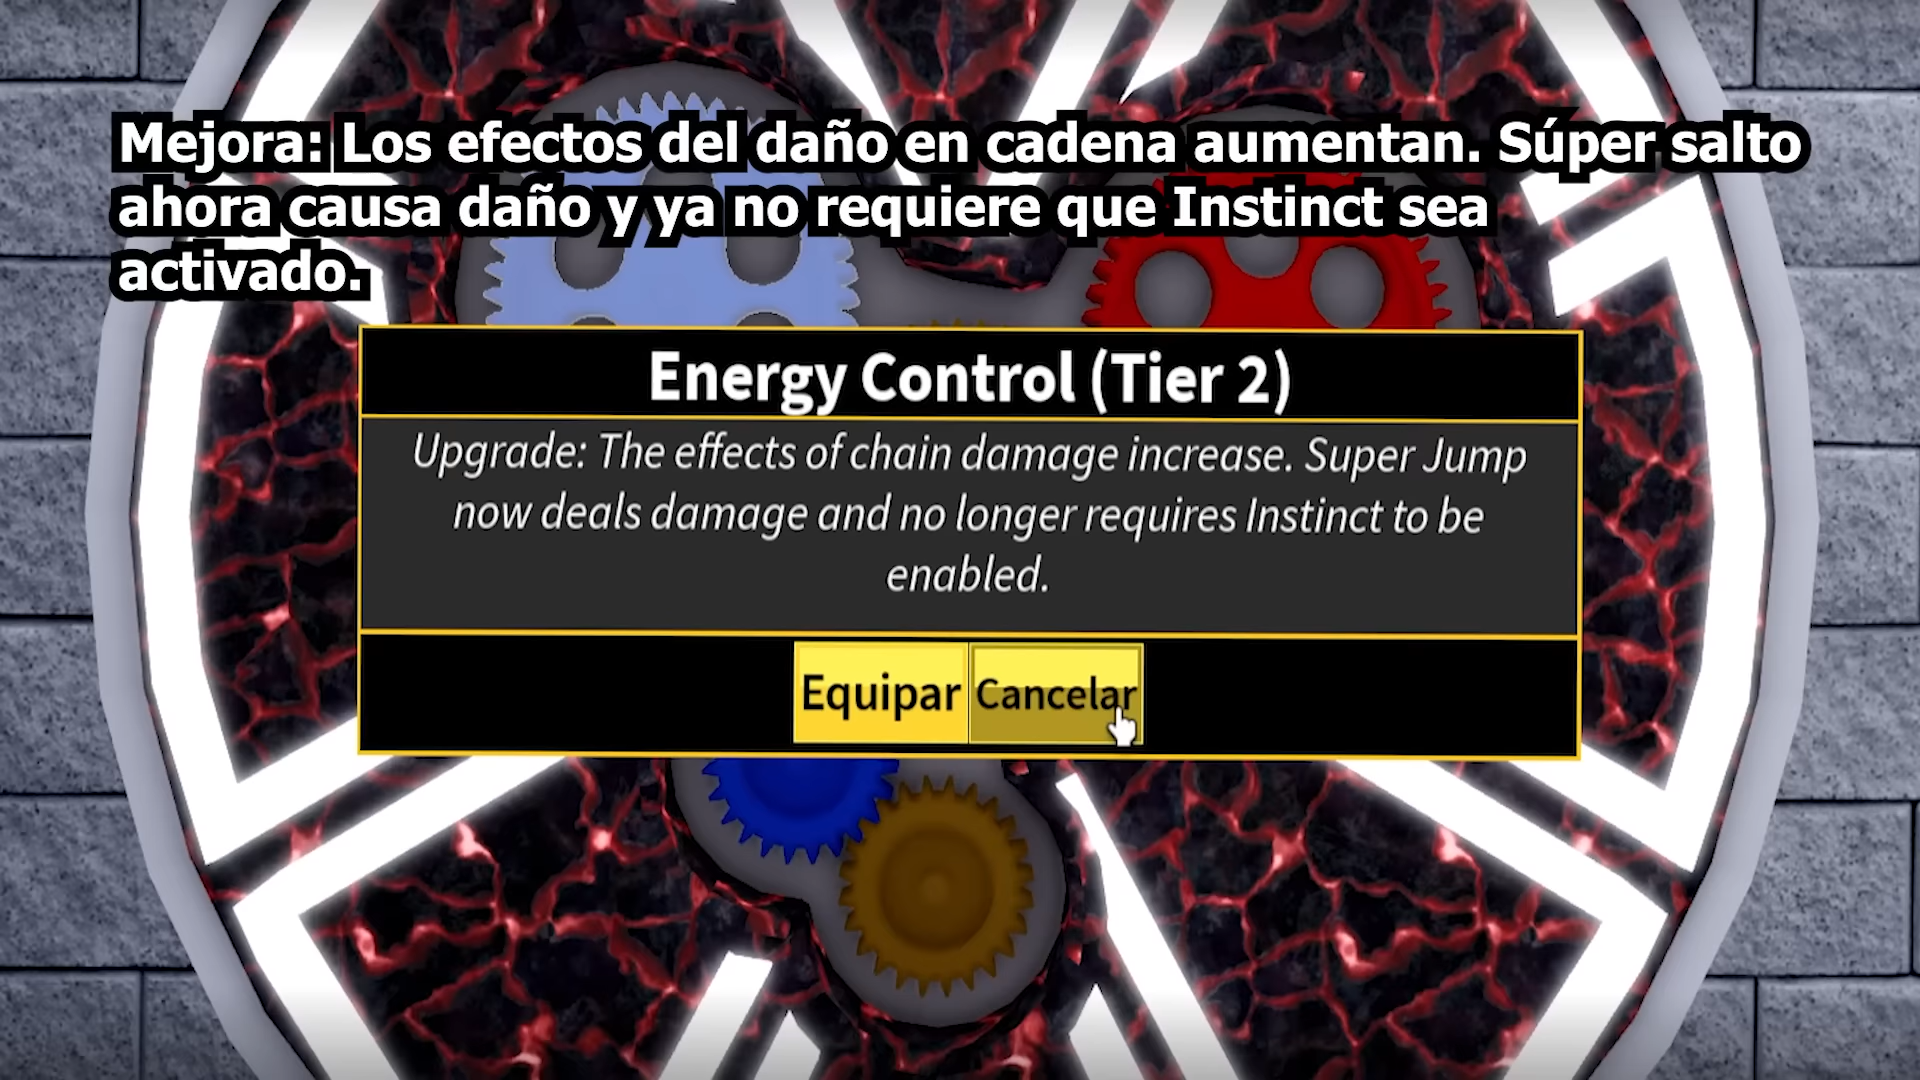 Mejora: Los efectos del daño en cadena aumentan. Súper salto
ahora causa daño y ya no requiere que Instinct sea
activado.
Energy Control (Tier 2)
Upgrade: The effects of chain damage increase. Super Jump
now deals damage and no longer requires Instinct to be
enabled.
Equipar Cancelar